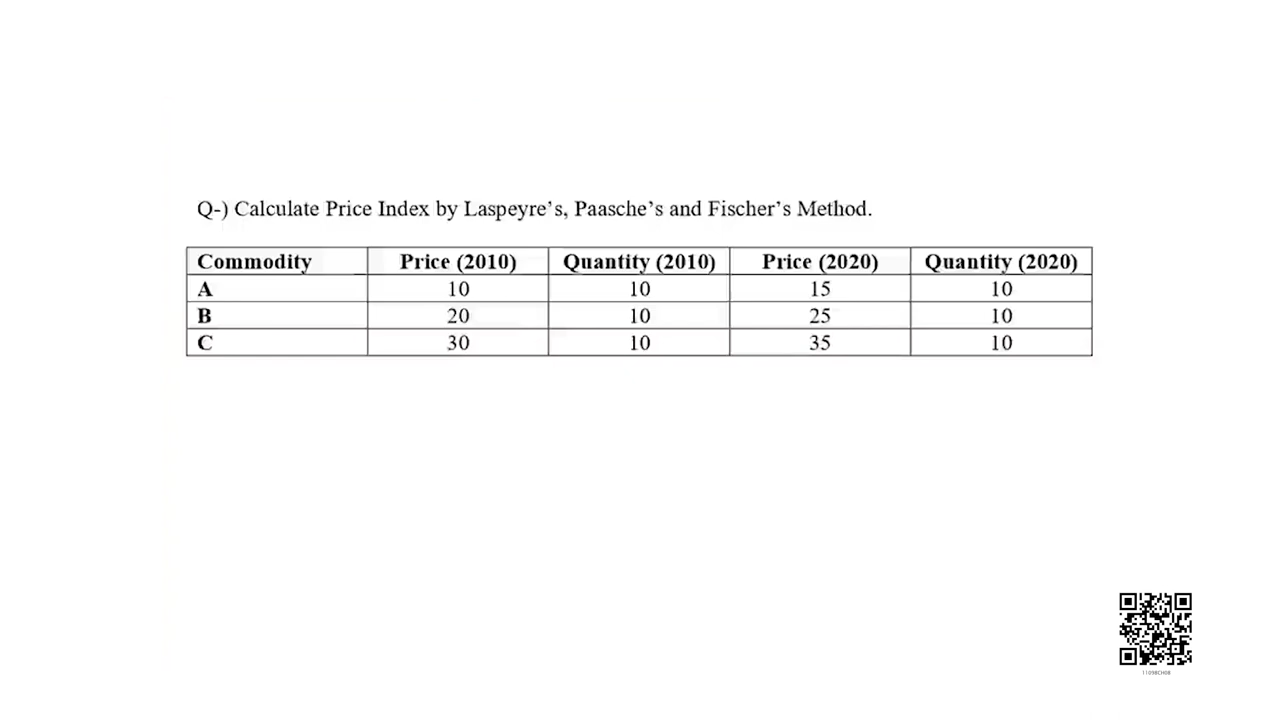 Q-) Calculate Price Index by Laspeyre's, Paasche's and Fischer's Method.
Commodity Price (2010) Quantity (2010) Price (2020) Quantity (2020)
A 10 10 15 10
B 20 10 25 10
C 30 10 35 10
11098CH08